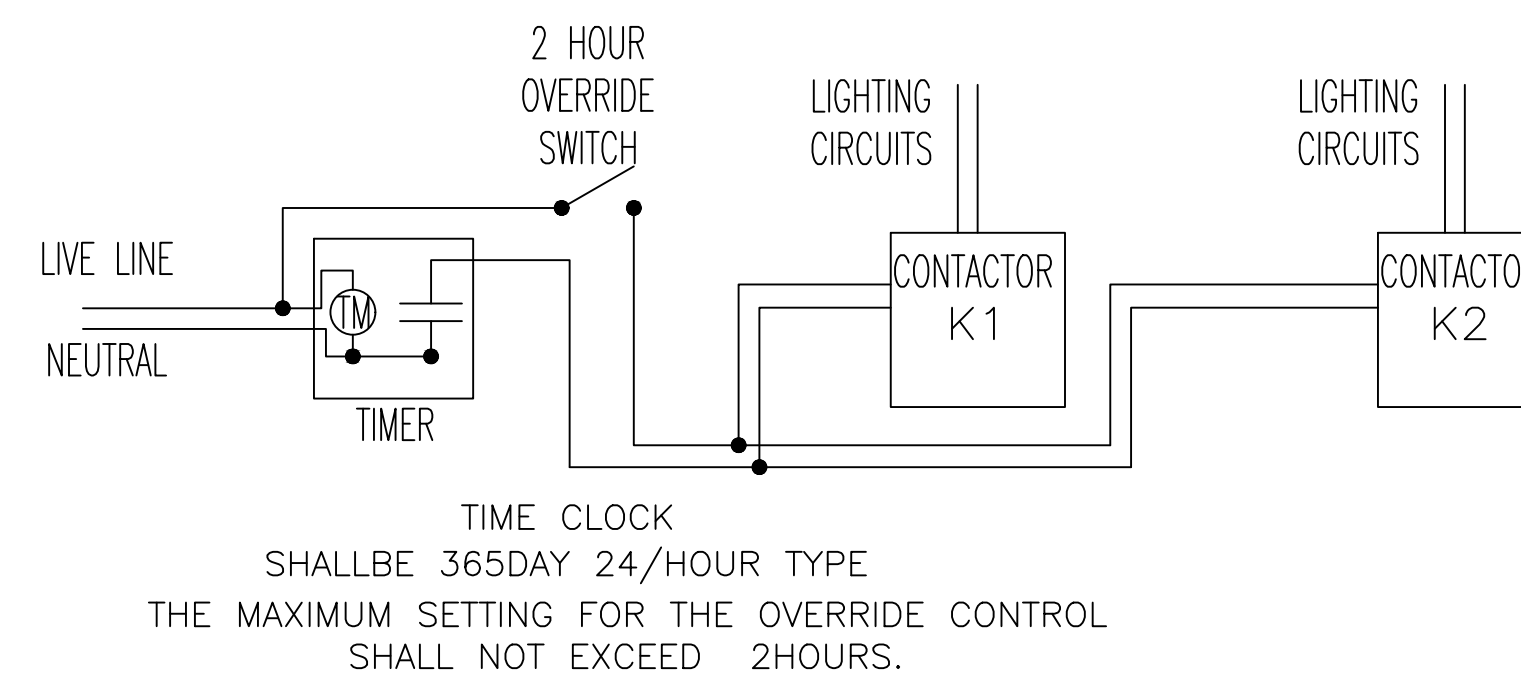 2 HOUR
OVERRIDE
SWITCH
LIGHTING
CIRCUITS
LIGHTING
CIRCUITS
LIVE LINE
TM
NEUTRAL
TIMER
CONTACTOR
K1
CONTACTO
K2
TIME CLOCK
SHALLBE 365DAY 24/HOUR TYPE
THE MAXIMUM SETTING FOR THE OVERRIDE CONTROL
SHALL NOT EXCEED 2HOURS.